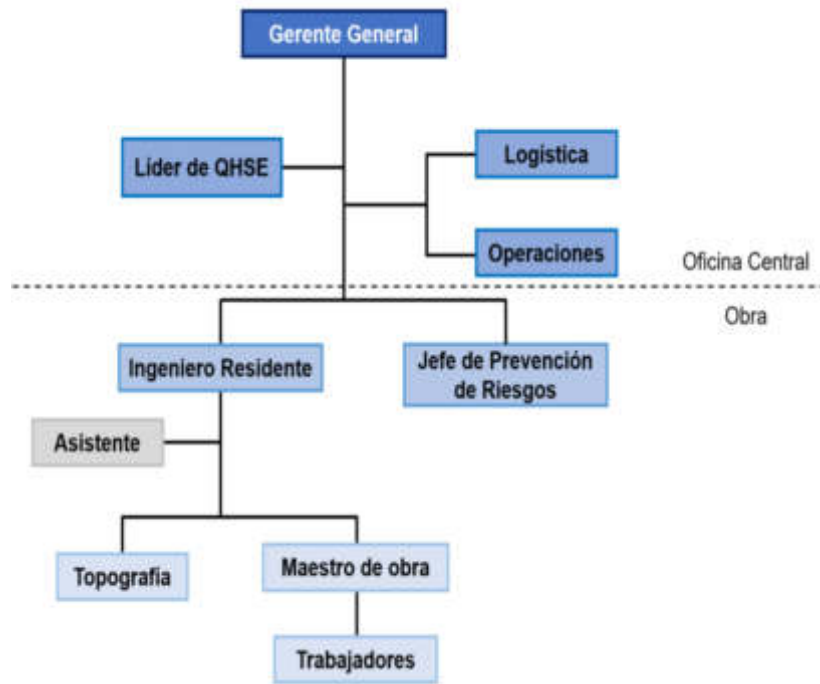 Gerente General
Líder de QHSE
Logística
Operaciones
Oficina Central
Obra
Ingeniero Residente
Jefe de Prevención
de Riesgos
Asistente
Topografía
Maestro de obra
Trabajadores